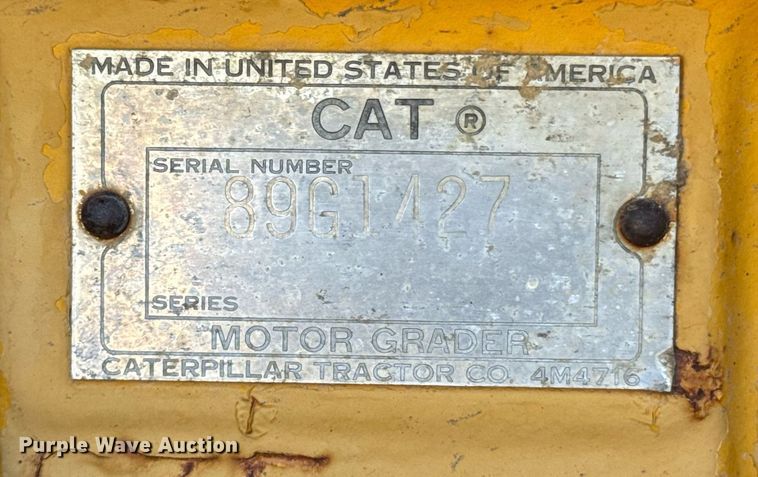 MADE IN UNITED STATES OF AMERICA
CAT ®
SERIAL NUMBER
89G1427
SERIES
MOTOR GRADER
CATERPILLAR TRACTOR CO. 4M4716
Purple Wave Auction